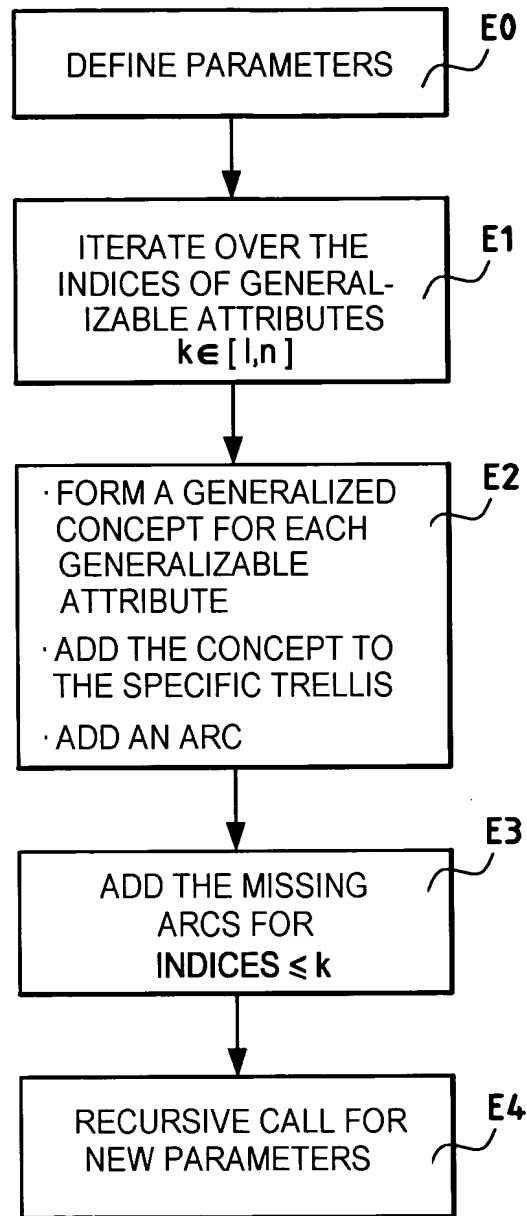 E0
DEFINE PARAMETERS
E1
ITERATE OVER THE
INDICES OF GENERAL-
IZABLE ATTRIBUTES
k∈[l,n]
E2
· FORM A GENERALIZED
CONCEPT FOR EACH
GENERALIZABLE
ATTRIBUTE
· ADD THE CONCEPT TO
THE SPECIFIC TRELLIS
· ADD AN ARC
E3
ADD THE MISSING
ARCS FOR
INDICES ⩽ k
E4
RECURSIVE CALL FOR
NEW PARAMETERS